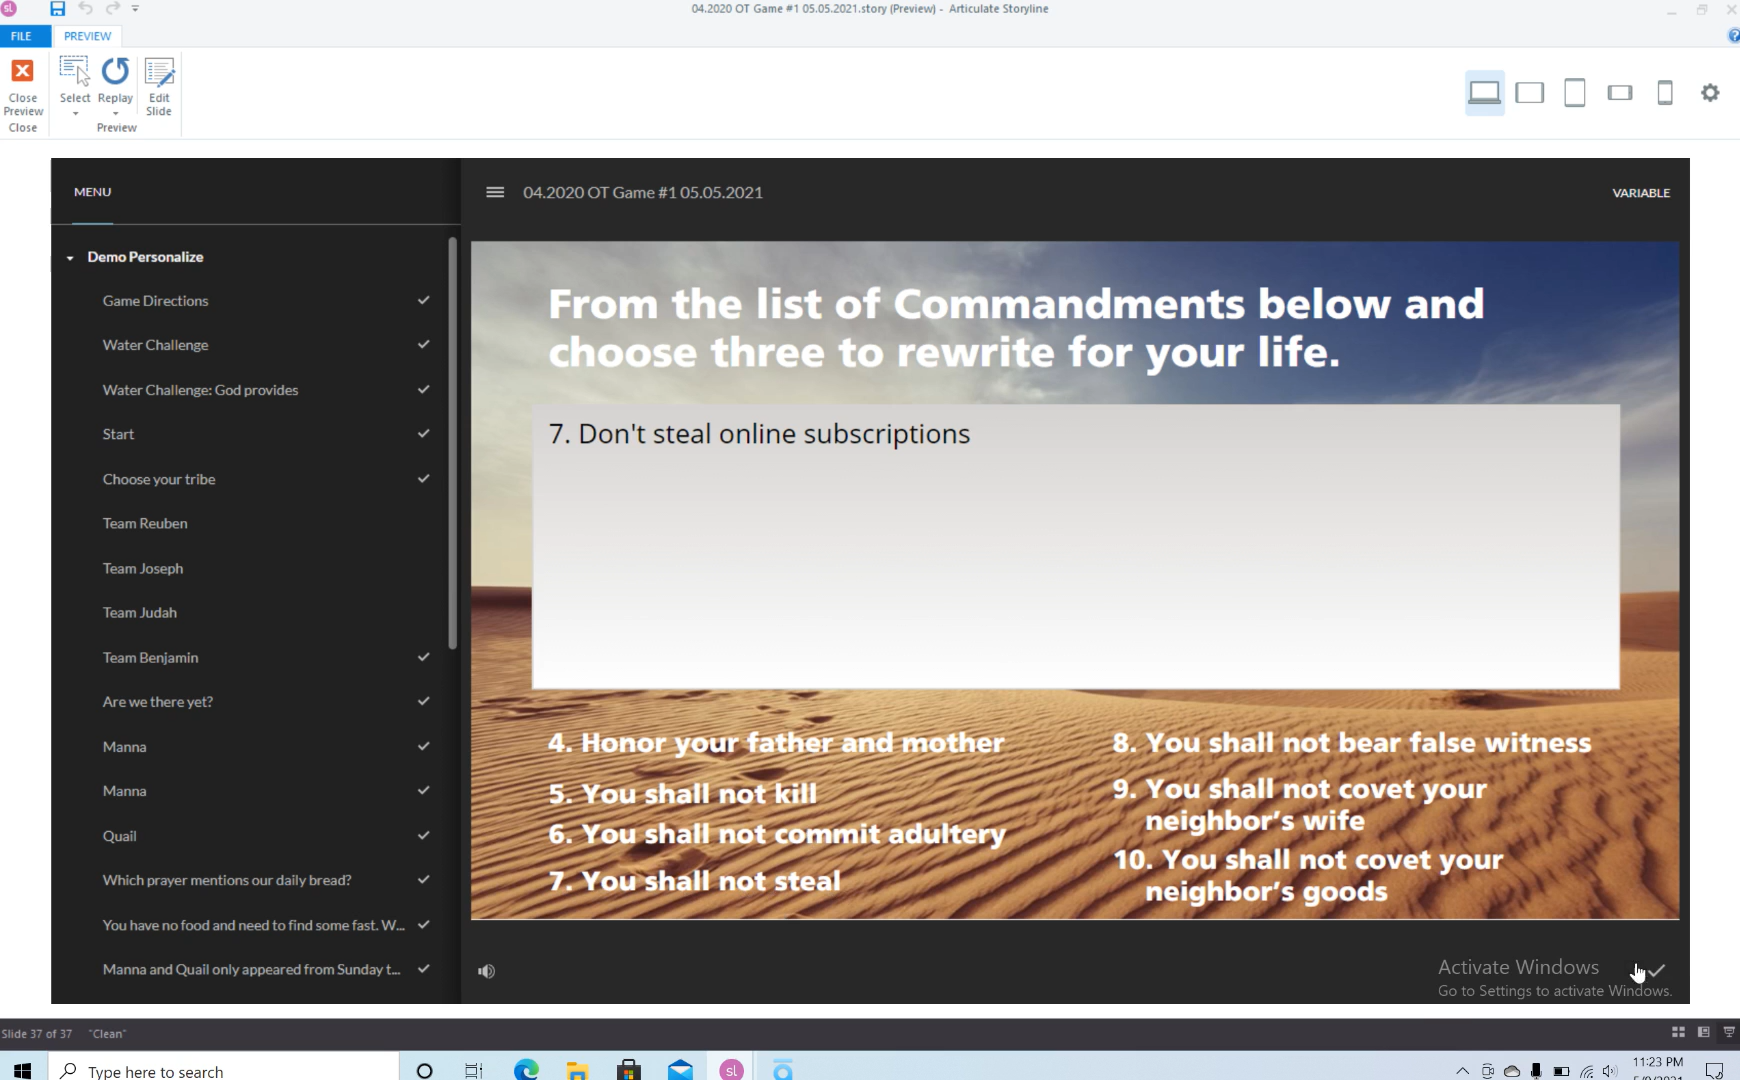 sl
04.2020 OT Game #1 05.05.2021.story (Preview) - Articulate Storyline
FILE
PREVIEW
?
Close Preview
Select
Replay
Edit Slide
Close
Preview
MENU
04.2020 OT Game #1 05.05.2021
VARIABLE
Demo Personalize
Game Directions
Water Challenge
Water Challenge: God provides
Start
Choose your tribe
Team Reuben
Team Joseph
Team Judah
Team Benjamin
Are we there yet?
Manna
Manna
Quail
Which prayer mentions our daily bread?
You have no food and need to find some fast. W...
Manna and Quail only appeared from Sunday t...
From the list of Commandments below and
choose three to rewrite for your life.
7. Don't steal online subscriptions
4. Honor your father and mother
5. You shall not kill
6. You shall not commit adultery
7. You shall not steal
8. You shall not bear false witness
9. You shall not covet your
neighbor's wife
10. You shall not covet your
neighbor's goods
Activate Windows
Go to Settings to activate Windows.
Slide 37 of 37
"Clean"
Type here to search
sl
11:23 PM